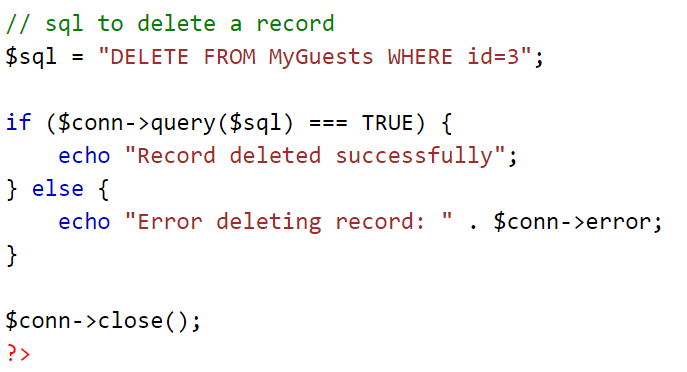 // sql to delete a record
$sql = "DELETE FROM MyGuests WHERE id=3";
if ($conn->query($sql) === TRUE) {
echo "Record deleted successfully";
} else {
echo "Error deleting record: " . $conn->error;
}
$conn->close();
?>